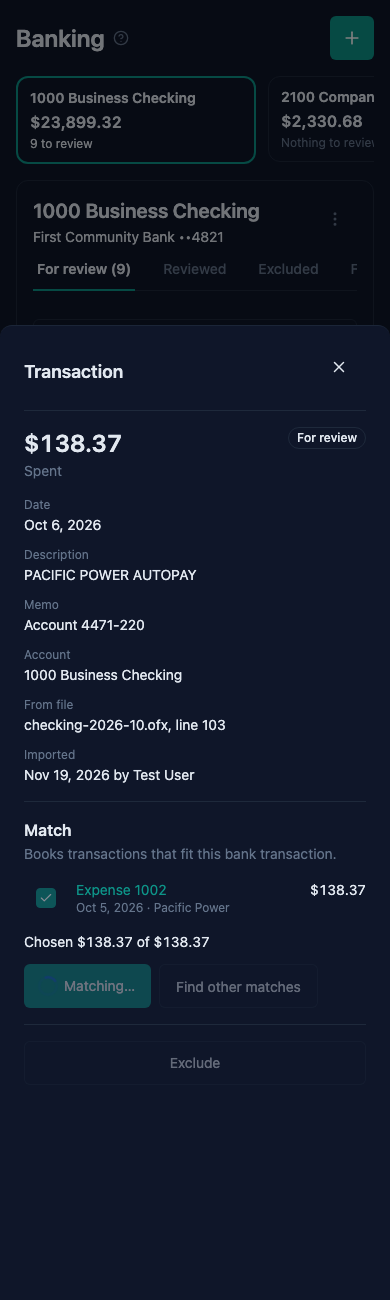 Banking
1000 Business Checking
$23,899.32
9 to review
2100 Compan
$2,330.68
Nothing to review
1000 Business Checking
First Community Bank ••4821
For review (9)
Reviewed
Excluded
F
Transaction
$138.37
For review
Spent
Date
Oct 6, 2026
Description
PACIFIC POWER AUTOPAY
Memo
Account 4471-220
Account
1000 Business Checking
From file
checking-2026-10.ofx, line 103
Imported
Nov 19, 2026 by Test User
Match
Books transactions that fit this bank transaction.
Expense 1002
$138.37
Oct 5, 2026 · Pacific Power
Chosen $138.37 of $138.37
Matching...
Find other matches
Exclude